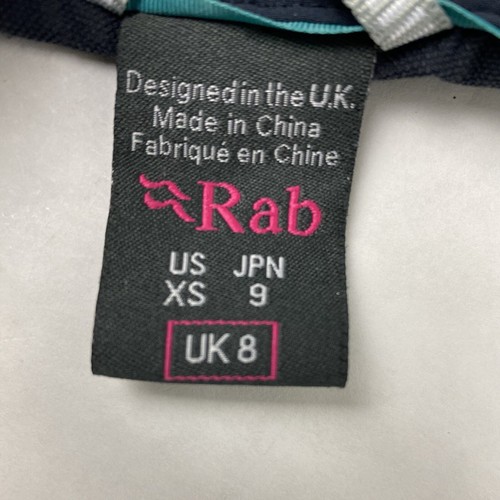 Designed in the U.K.
Made in China
Fabriqué en Chine
Rab
US JPN
XS 9
UK 8